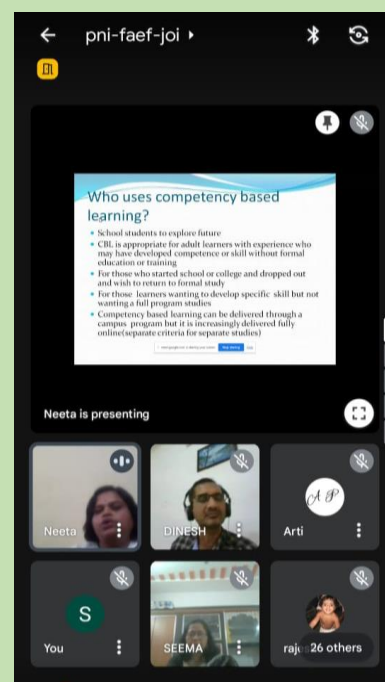 pni-faef-joi
Who uses competency based
learning?
• School students to explore future
• CBL is appropriate for adult learners with experience who
may have developed competence or skill without formal
education or training
• For those who started school or college and dropped out
and wish to return to formal study
• For those learners wanting to develop specific skill but not
wanting a full program studies
• Competency based learning can be delivered through a
campus program but it is increasingly delivered fully
online(separate criteria for separate studies)
Neeta is presenting
Neeta
DINESH
A P
Arti
S
You
SEEMA
raje
26 others